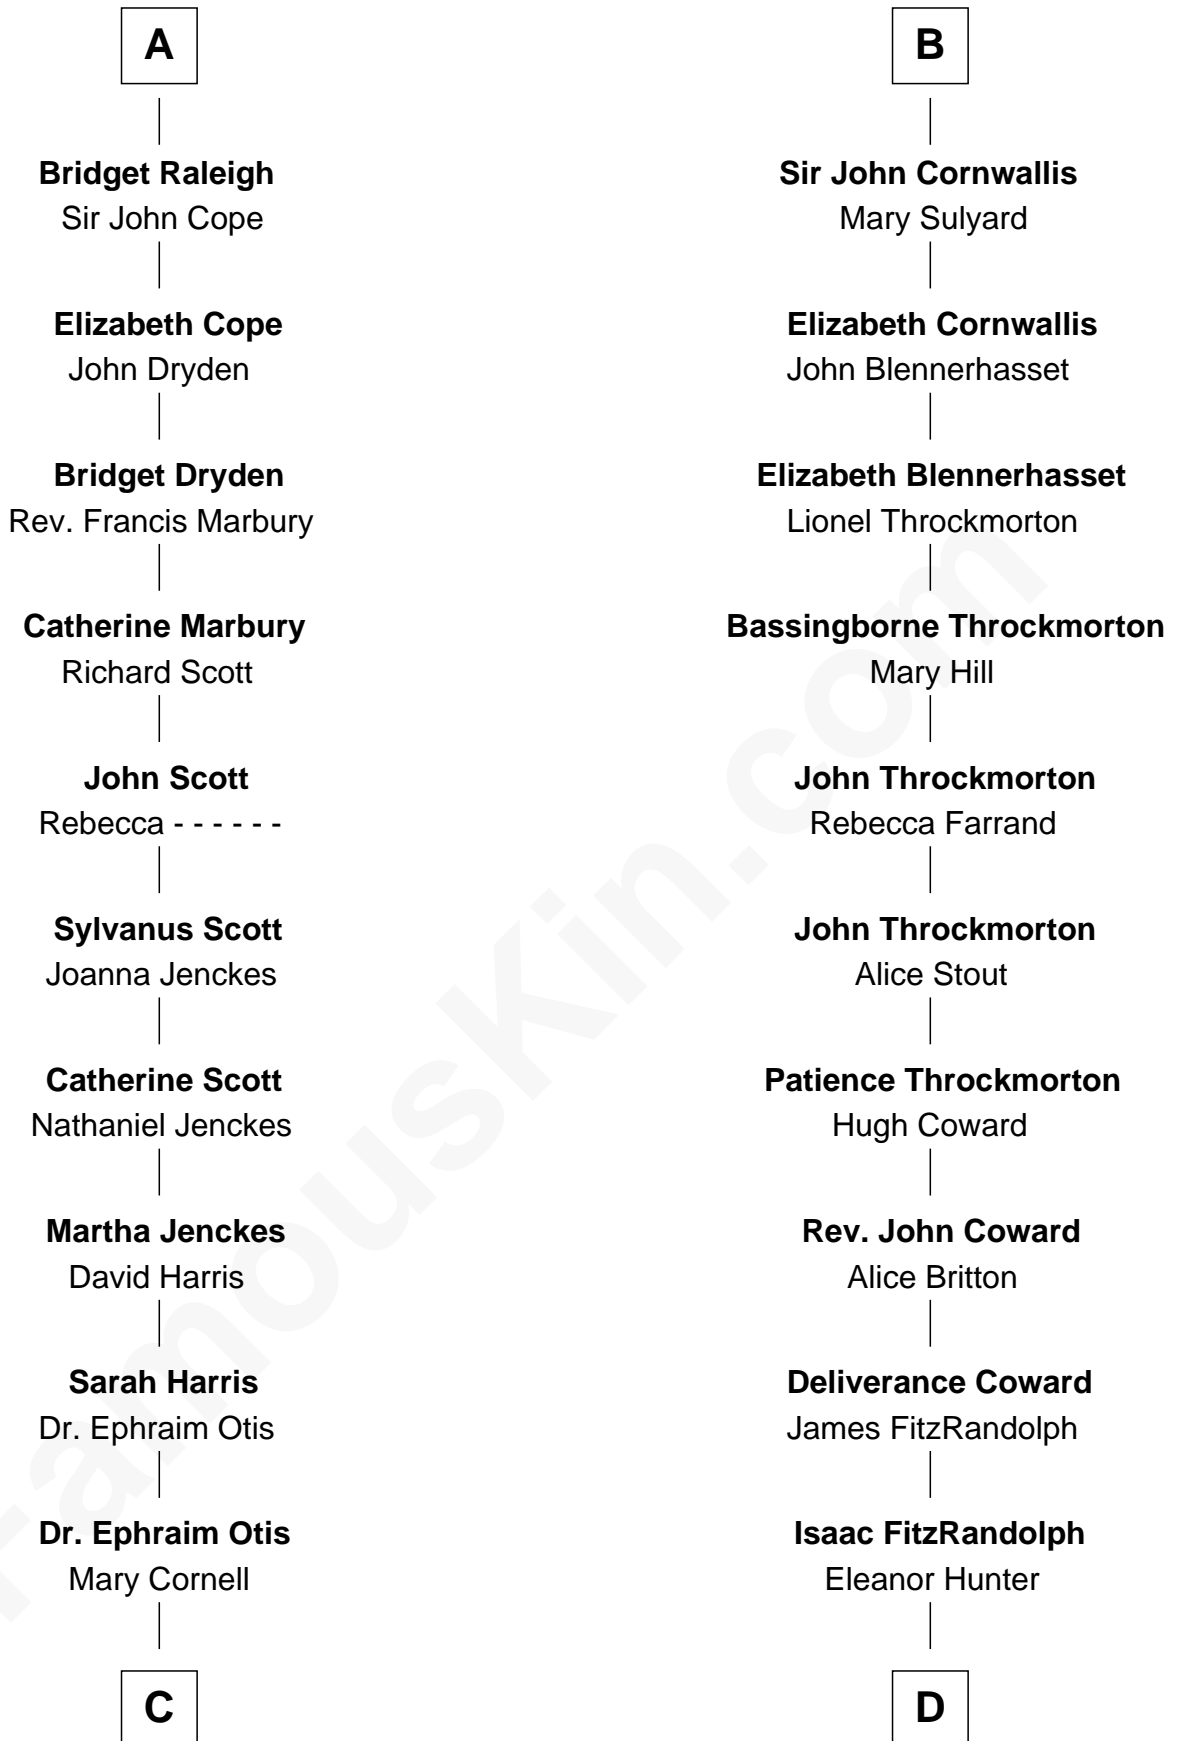 A
Bridget Raleigh
Sir John Cope
Elizabeth Cope
John Dryden
Bridget Dryden
Rev. Francis Marbury
Catherine Marbury
Richard Scott
John Scott
Rebecca - - - - - -
Sylvanus Scott
Joanna Jenckes
Catherine Scott
Nathaniel Jenckes
Martha Jenckes
David Harris
Sarah Harris
Dr. Ephraim Otis
Dr. Ephraim Otis
Mary Cornell
C
B
Sir John Cornwallis
Mary Sulyard
Elizabeth Cornwallis
John Blennerhasset
Elizabeth Blennerhasset
Lionel Throckmorton
Bassingborne Throckmorton
Mary Hill
John Throckmorton
Rebecca Farrand
John Throckmorton
Alice Stout
Patience Throckmorton
Hugh Coward
Rev. John Coward
Alice Britton
Deliverance Coward
James FitzRandolph
Isaac FitzRandolph
Eleanor Hunter
D
FamousKin.com